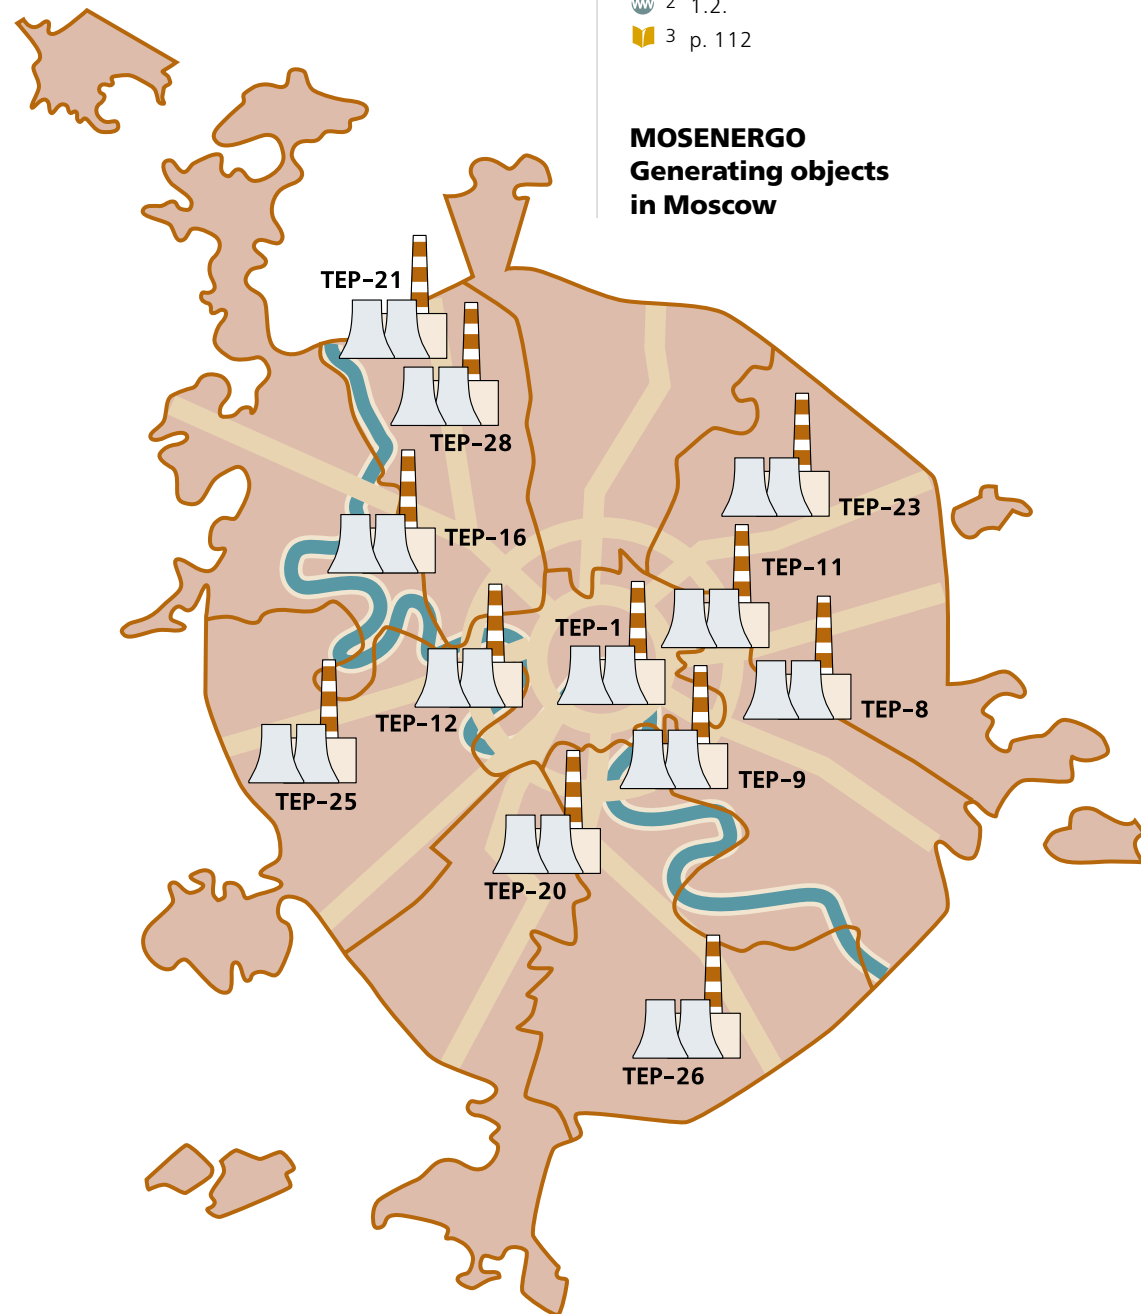 2 1.2.
3 p. 112
MOSENERGO
Generating objects
in Moscow
TEP–21
TEP–28
TEP–23
TEP–16
TEP–11
TEP–1
TEP–8
TEP–12
TEP–9
TEP–25
TEP–20
TEP–26